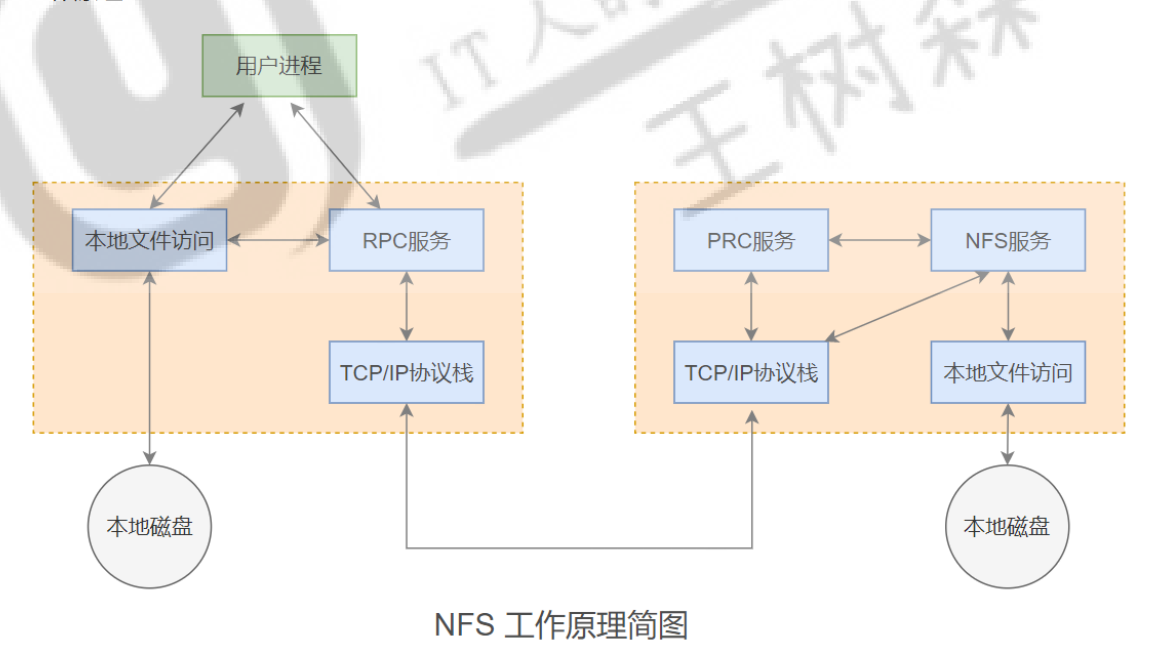 IT人的
王树森
用户进程
本地文件访问
RPC服务
PRC服务
NFS服务
TCP/IP协议栈
TCP/IP协议栈
本地文件访问
本地磁盘
本地磁盘
NFS 工作原理简图